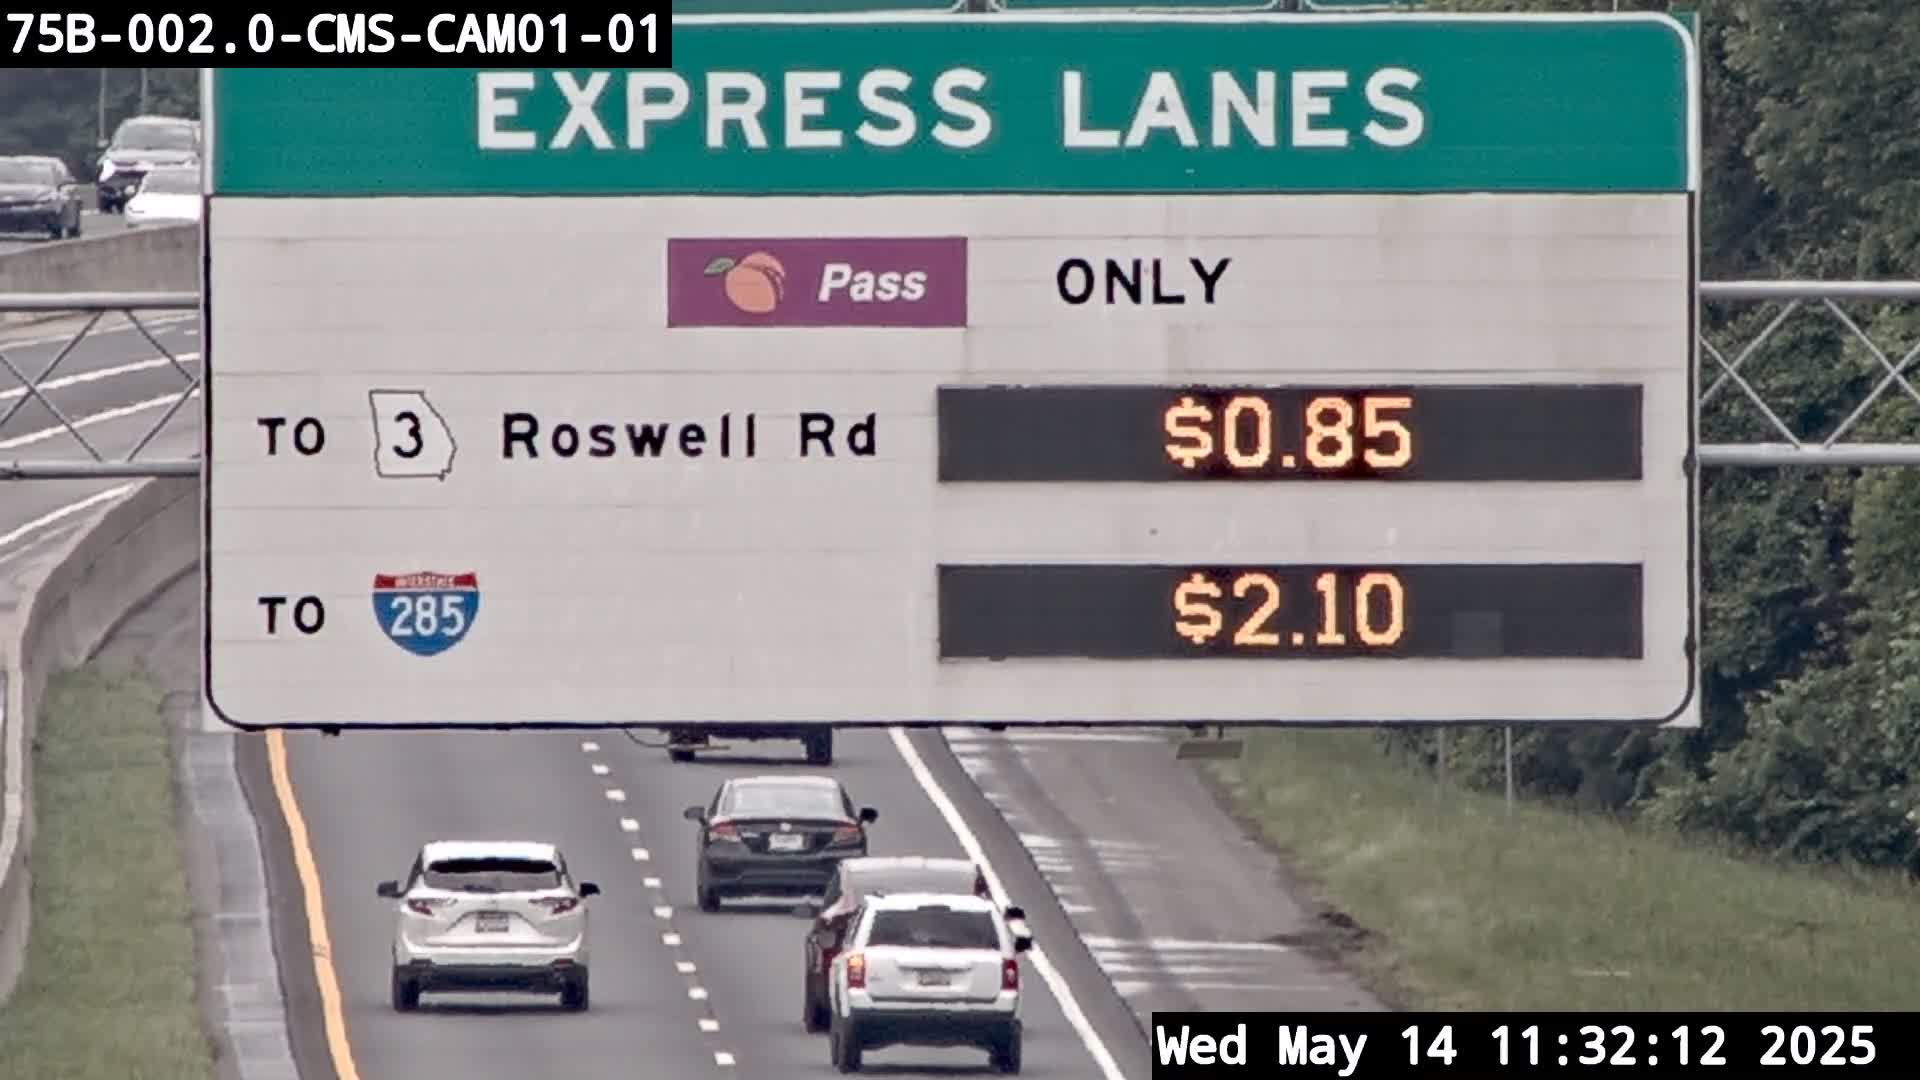 75B-002.0-CMS-CAM01-01
EXPRESS LANES
Pass ONLY
TO 3 Roswell Rd $0.85
INTERSTATE
TO 285 $2.10
Wed May 14 11:32:12 2025